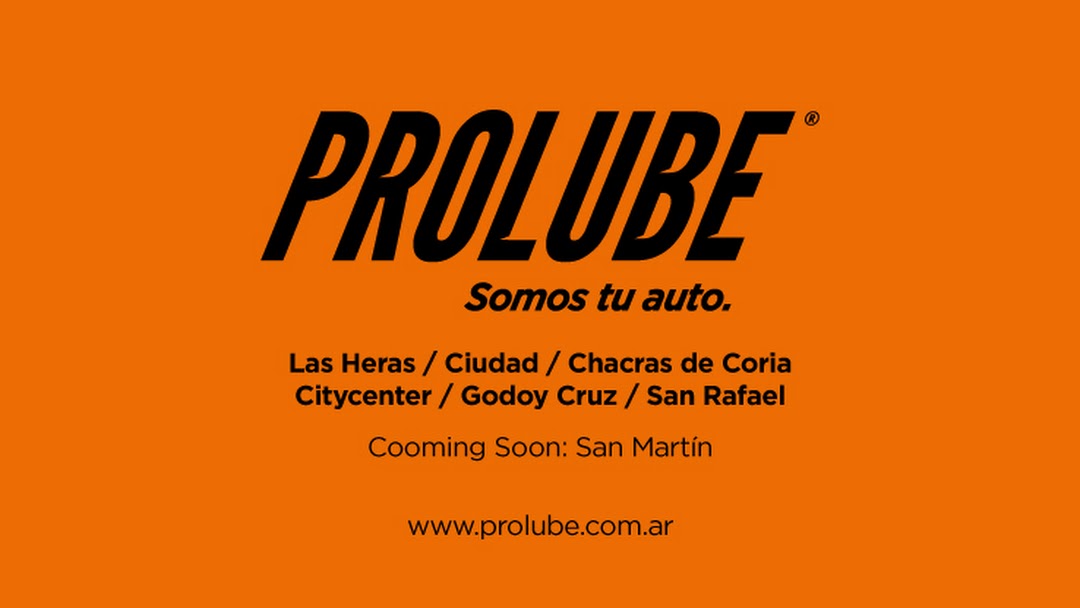 PROLUBE®
Somos tu auto.
Las Heras / Ciudad / Chacras de Coria
Citycenter / Godoy Cruz / San Rafael
Cooming Soon: San Martín
www.prolube.com.ar